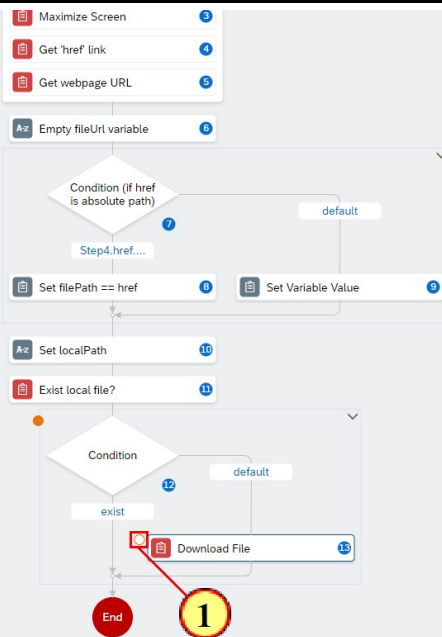 Maximize Screen 3
Get 'href' link 4
Get webpage URL 5
A-z Empty fileUrl variable 6
Condition (if href
is absolute path)
7
default
Step4.href....
Set filePath == href 8
Set Variable Value 9
A-z Set localPath 10
Exist local file? 11
Condition
12
default
exist
Download File 13
End
1